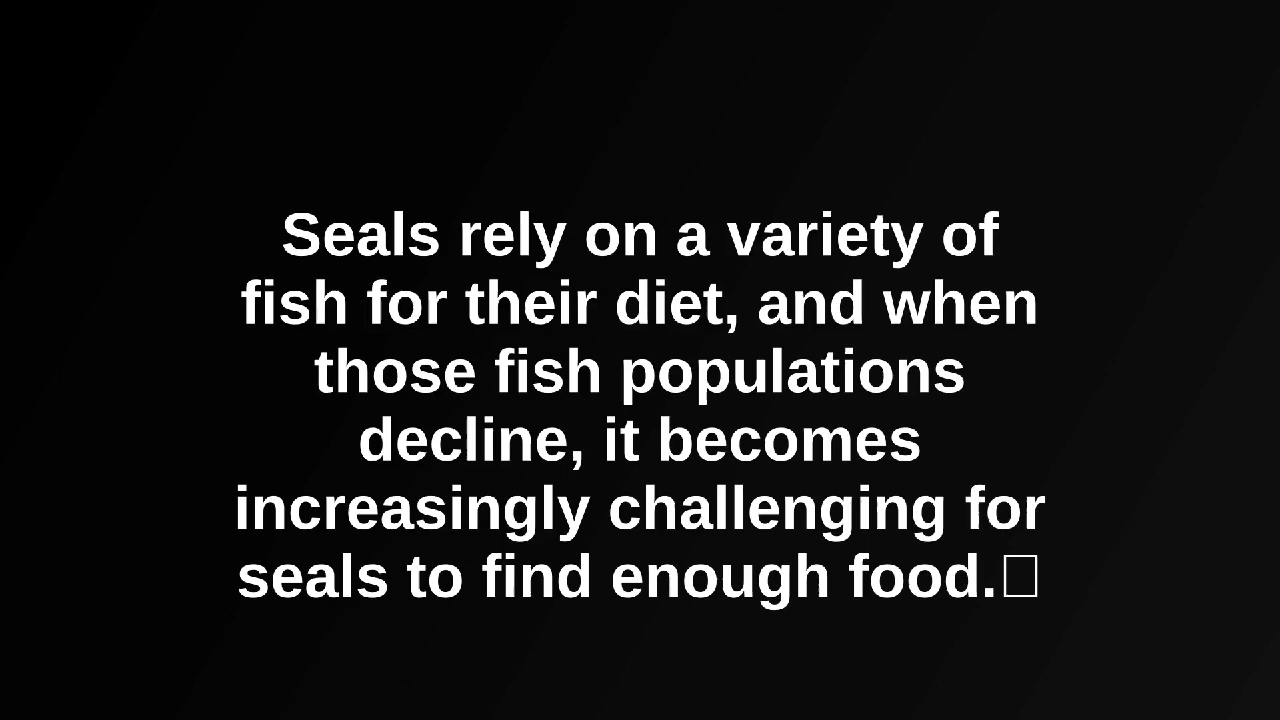 Seals rely on a variety of
fish for their diet, and when
those fish populations
decline, it becomes
increasingly challenging for
seals to find enough food.